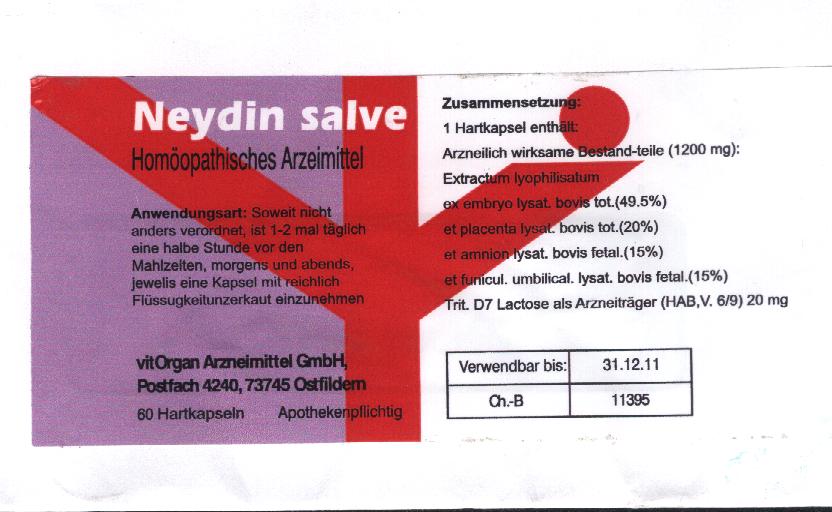 Neydin salve
Homöopathisches Arzeimittel
Anwendungsart: Soweit nicht
anders verordnet, ist 1-2 mal täglich
eine halbe Stunde vor den
Mahlzeiten, morgens und abends,
jewelis eine Kapsel mit reichlich
Flüssugkeitunzerkaut einzunehmen
vitOrgan Arzneimittel GmbH,
Postfach 4240, 73745 Ostfildern
60 Hartkapseln Apothekenpflichtig
Zusammensetzung:
1 Hartkapsel enthält:
Arzneilich wirksame Bestand-teile (1200 mg):
Extractum lyophilisatum
ex embryo lysat. bovis tot.(49.5%)
et placenta lysat. bovis tot.(20%)
et amnion lysat. bovis fetal.(15%)
et funicul. umbilical. lysat. bovis fetal.(15%)
Trit. D7 Lactose als Arzneiträger (HAB,V. 6/9) 20 mg
Verwendbar bis: 31.12.11
Ch.-B 11395